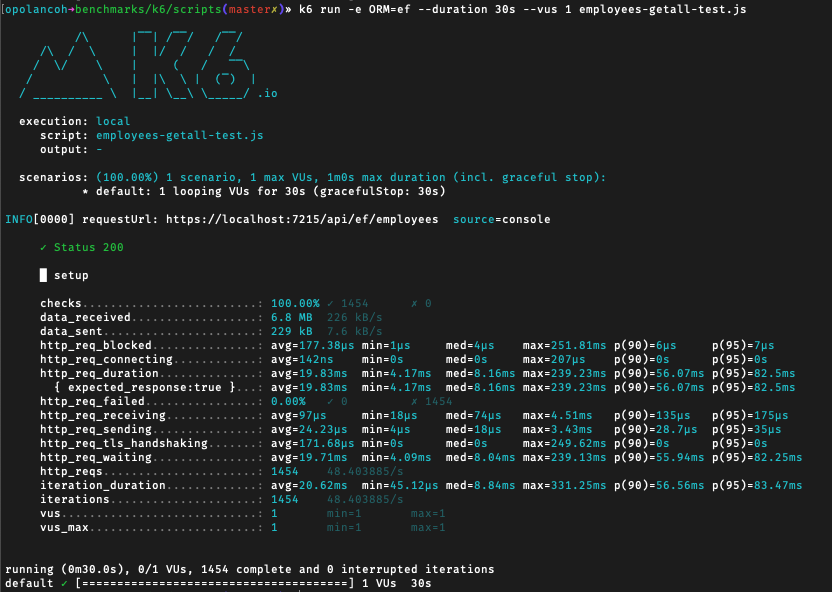 [opolancoh→benchmarks/k6/scripts(master✗)» k6 run -e ORM=ef --duration 30s --vus 1 employees-getall-test.js
.io
execution: local
script: employees-getall-test.js
output: -
scenarios: (100.00%) 1 scenario, 1 max VUs, 1m0s max duration (incl. graceful stop):
* default: 1 looping VUs for 30s (gracefulStop: 30s)
INFO[0000] requestUrl: https://localhost:7215/api/ef/employees  source=console
✓ Status 200
█ setup
checks.........................: 100.00% ✓ 1454      ✗ 0
data_received..................: 6.8 MB  226 kB/s
data_sent......................: 229 kB  7.6 kB/s
http_req_blocked...............: avg=177.38µs min=1µs     med=4µs    max=251.81ms p(90)=6µs     p(95)=7µs
http_req_connecting............: avg=142ns    min=0s      med=0s     max=207µs    p(90)=0s      p(95)=0s
http_req_duration..............: avg=19.83ms  min=4.17ms  med=8.16ms max=239.23ms p(90)=56.07ms p(95)=82.5ms
{ expected_response:true }...: avg=19.83ms  min=4.17ms  med=8.16ms max=239.23ms p(90)=56.07ms p(95)=82.5ms
http_req_failed................: 0.00%   ✓ 0         ✗ 1454
http_req_receiving.............: avg=97µs     min=18µs    med=74µs   max=4.51ms   p(90)=135µs   p(95)=175µs
http_req_sending...............: avg=24.23µs  min=4µs     med=18µs   max=3.43ms   p(90)=28.7µs  p(95)=35µs
http_req_tls_handshaking.......: avg=171.68µs min=0s      med=0s     max=249.62ms p(90)=0s      p(95)=0s
http_req_waiting...............: avg=19.71ms  min=4.09ms  med=8.04ms max=239.13ms p(90)=55.94ms p(95)=82.25ms
http_reqs......................: 1454    48.403885/s
iteration_duration.............: avg=20.62ms  min=45.12µs med=8.84ms max=331.25ms p(90)=56.56ms p(95)=83.47ms
iterations.....................: 1454    48.403885/s
vus............................: 1       min=1       max=1
vus_max........................: 1       min=1       max=1
running (0m30.0s), 0/1 VUs, 1454 complete and 0 interrupted iterations
default ✓ [======================================] 1 VUs  30s